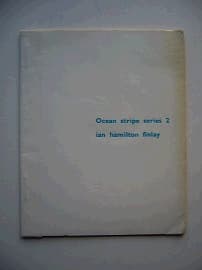 Ocean stripe series 2
ian hamilton finlay